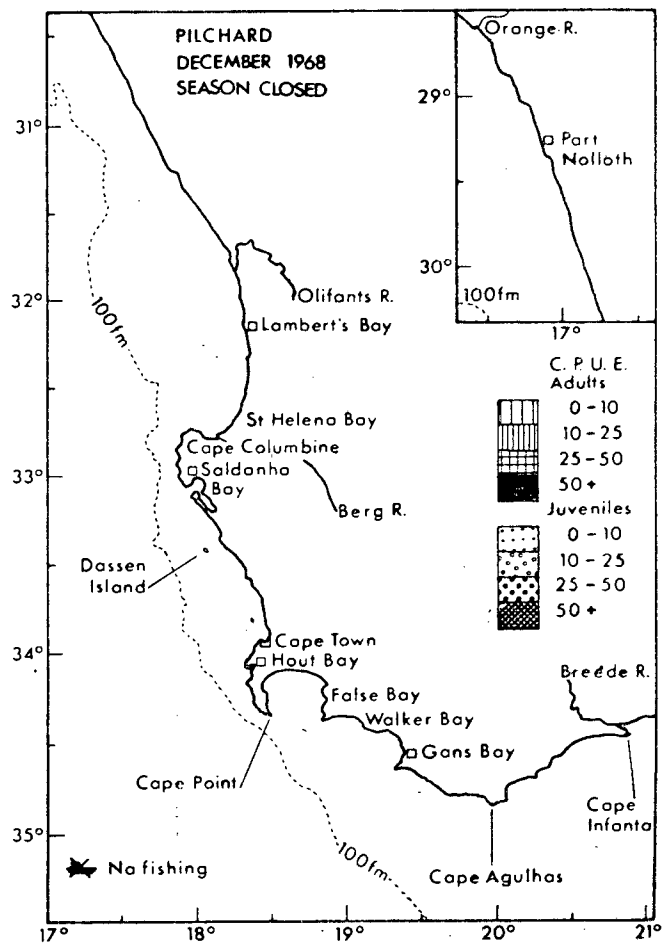 PILCHARD
DECEMBER 1968
SEASON CLOSED
Orange R.
29°
Part
Nolloth
30°
100fm
17°
31°
32°
33°
34°
35°
100fm
Olifants R.
Lambert's Bay
St Helena Bay
Cape Columbine
Saldanha
Bay
Berg R.
Dassen
Island
Cape Town
Hout Bay
False Bay
Walker Bay
Gans Bay
Breede R.
Cape Point
Cape
Infanta
Cape Agulhas
100fm
Na fishing
C. P. U. E.
Adults
0-10
10-25
25-50
50+
Juveniles
0-10
10-25
25-50
50+
17°
18°
19°
20°
21°